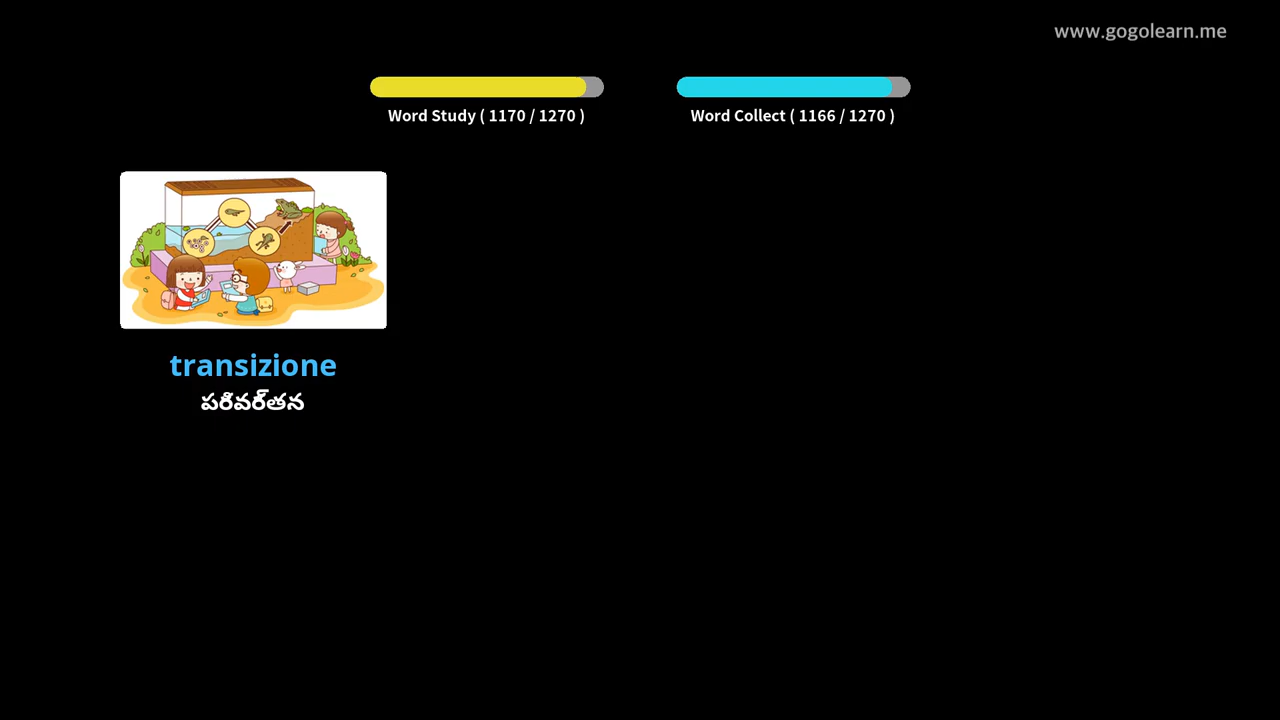 www.gogolearn.me
Word Study ( 1170 / 1270 )
Word Collect ( 1166 / 1270 )
transizione
పరివర్తన